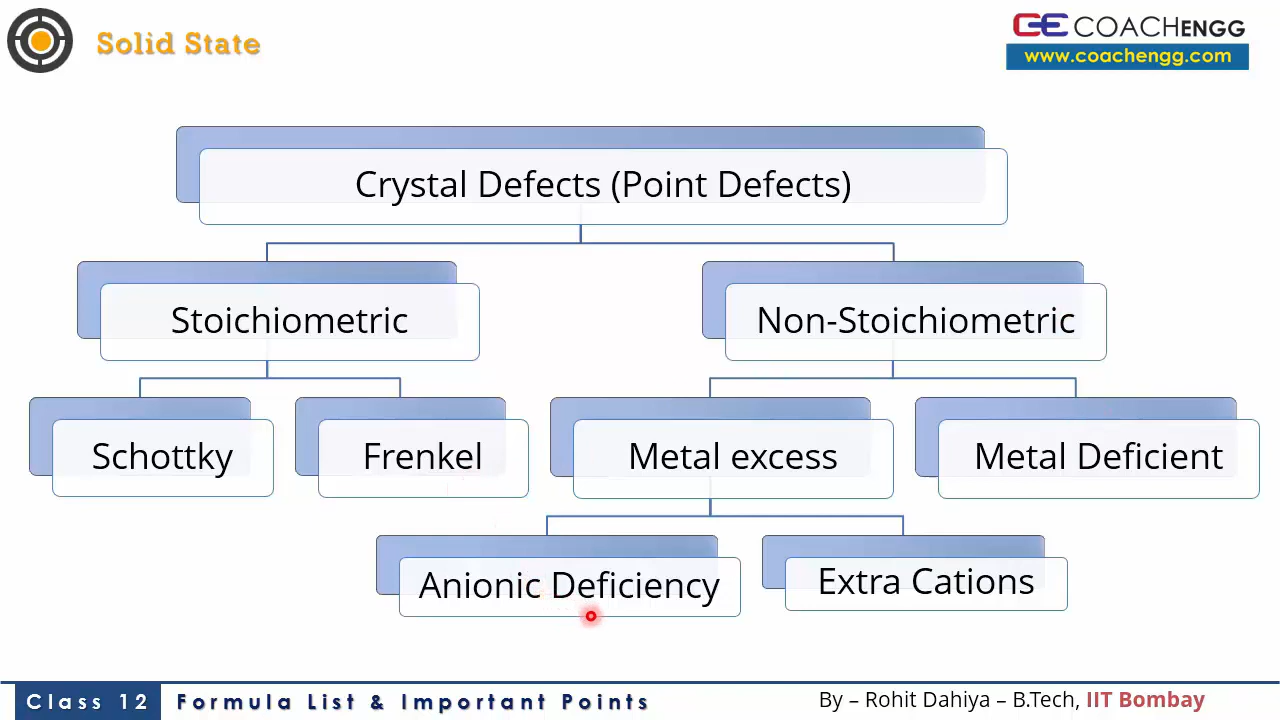 Solid State
CE COACHENGG
www.coachengg.com
Crystal Defects (Point Defects)
Stoichiometric
Non-Stoichiometric
Schottky
Frenkel
Metal excess
Metal Deficient
Anionic Deficiency
Extra Cations
Class 12
Formula List & Important Points
By – Rohit Dahiya – B.Tech, IIT Bombay